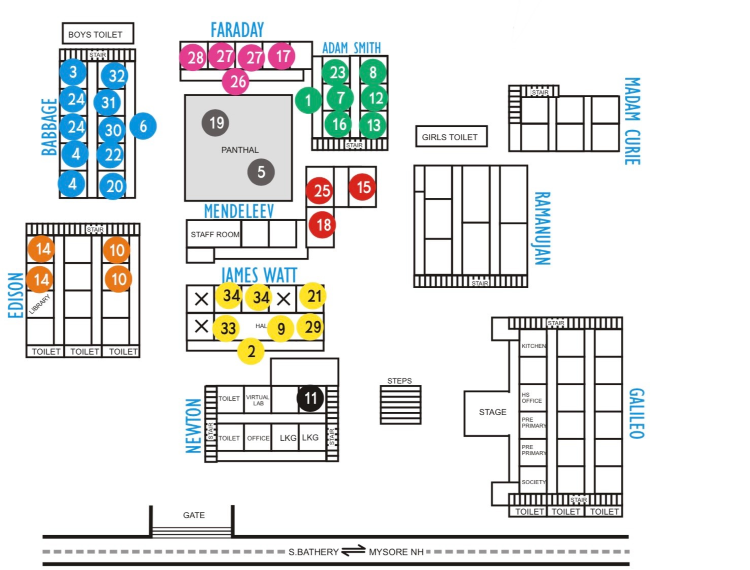 BOYS TOILET
STAIR
BABBAGE
3
32
24
31
24
30
6
4
22
4
20
FARADAY
28
27
27
17
26
ADAM SMITH
23
8
1
7
12
16
13
STAIR
19
PANTHAL
5
MENDELEEV
STAFF ROOM
25
15
18
STAIR
MADAM CURIE
GIRLS TOILET
RAMANUJAN
STAIR
EDISON
STAIR
14
10
14
10
LIBRARY
TOILET
TOILET
TOILET
JAMES WATT
X
34
34
X
21
X
33
HAL
9
29
2
NEWTON
TOILET
VIRTUAL
LAB
11
STAIR
STAIR
TOILET
OFFICE
LKG
LKG
STEPS
STAIR
KITCHEN
STAGE
HS
OFFICE
PRE
PRIMARY
PRE
PRIMARY
SOCIETY
STAIR
TOILET
TOILET
TOILET
GALILEO
GATE
S.BATHERY
MYSORE NH